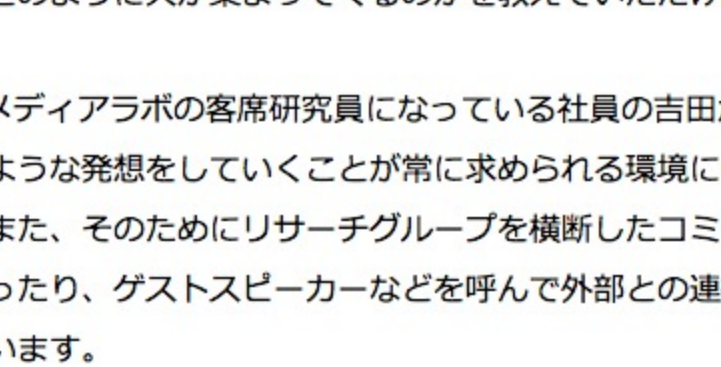 このように人が集まってくるのかを教えていただけ
メディアラボの客席研究員になっている社員の吉田
ような発想をしていくことが常に求められる環境に
また、そのためにリサーチグループを横断したコミ
ったり、ゲストスピーカーなどを呼んで外部との連
います。